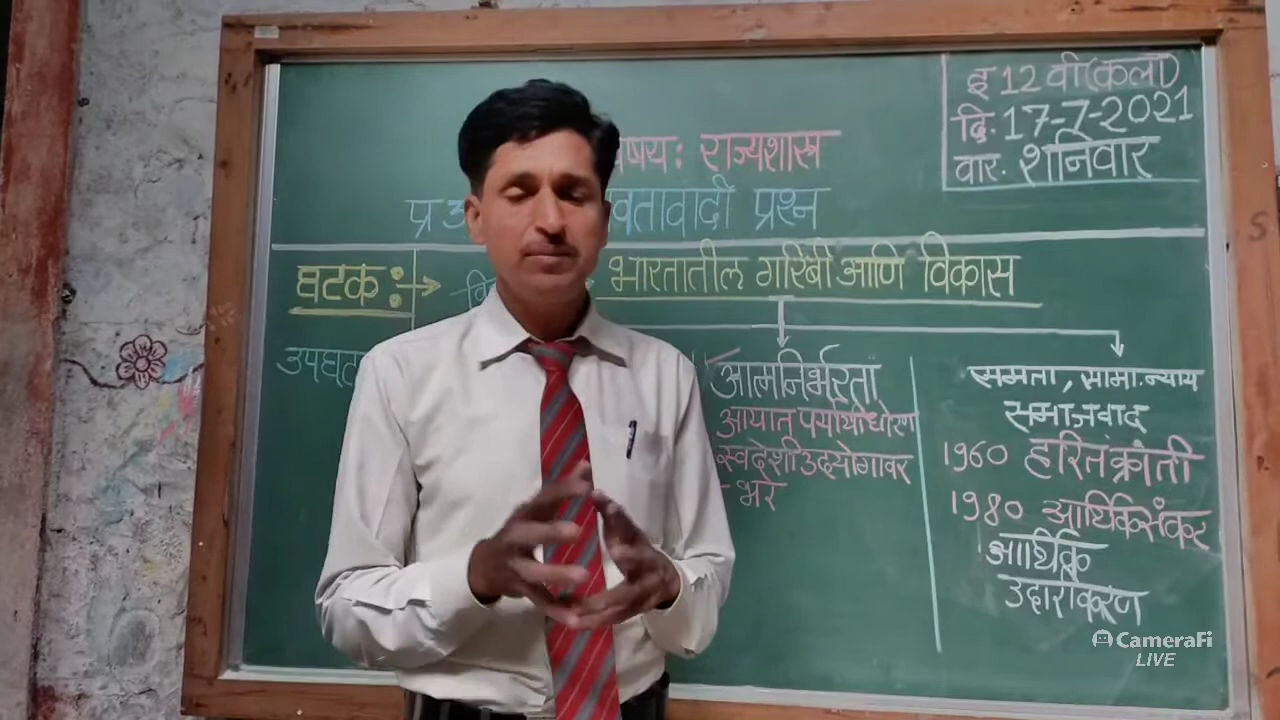 इ 12 वी (कला)
दि. 17-7-2021
वार. शनिवार
षय: राज्यशास्त्र
प्र 3 वतावादी प्रश्न
घटक :→ भारतातील गरिबी आणि विकास
उपघट
आत्मनिर्भरता
आयात पर्यायी धोरण
स्वदेशी उद्योगावर
- भर
समता, सामा. न्याय
समाजवाद
1960 हरितक्रांती
1980 आर्थिक संकट
आर्थिक
उदारीकरण
CameraFi
LIVE